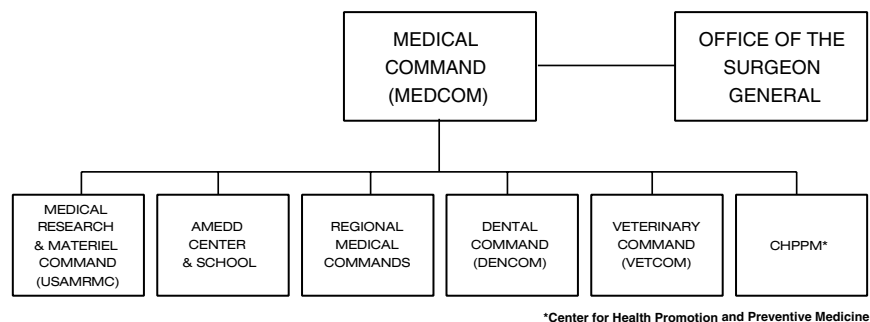 MEDICAL
COMMAND
(MEDCOM)
OFFICE OF THE
SURGEON
GENERAL
MEDICAL
RESEARCH
& MATERIEL
COMMAND
(USAMRMC)
AMEDD
CENTER
& SCHOOL
REGIONAL
MEDICAL
COMMANDS
DENTAL
COMMAND
(DENCOM)
VETERINARY
COMMAND
(VETCOM)
CHPPM*
*Center for Health Promotion and Preventive Medicine